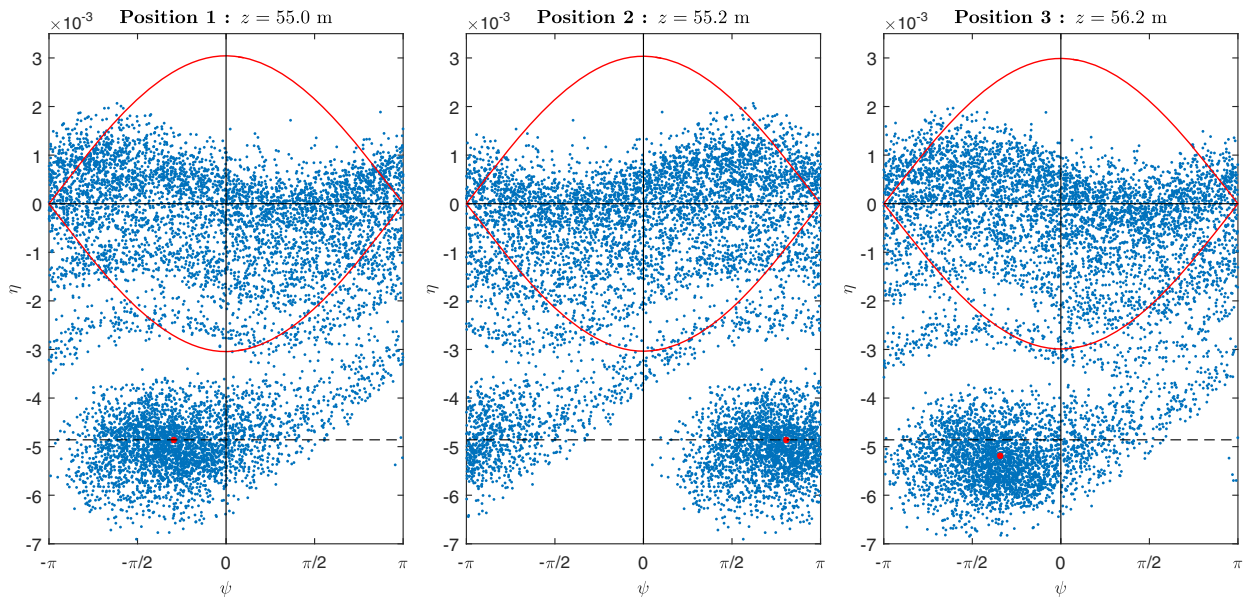 Position 1 : z = 55.0 m
×10⁻³
3
2
1
0
-1
-2
-3
-4
-5
-6
-7
η
-π
-π/2
0
π/2
π
ψ
Position 2 : z = 55.2 m
×10⁻³
3
2
1
0
-1
-2
-3
-4
-5
-6
-7
η
-π
-π/2
0
π/2
π
ψ
Position 3 : z = 56.2 m
×10⁻³
3
2
1
0
-1
-2
-3
-4
-5
-6
-7
η
-π
-π/2
0
π/2
π
ψ